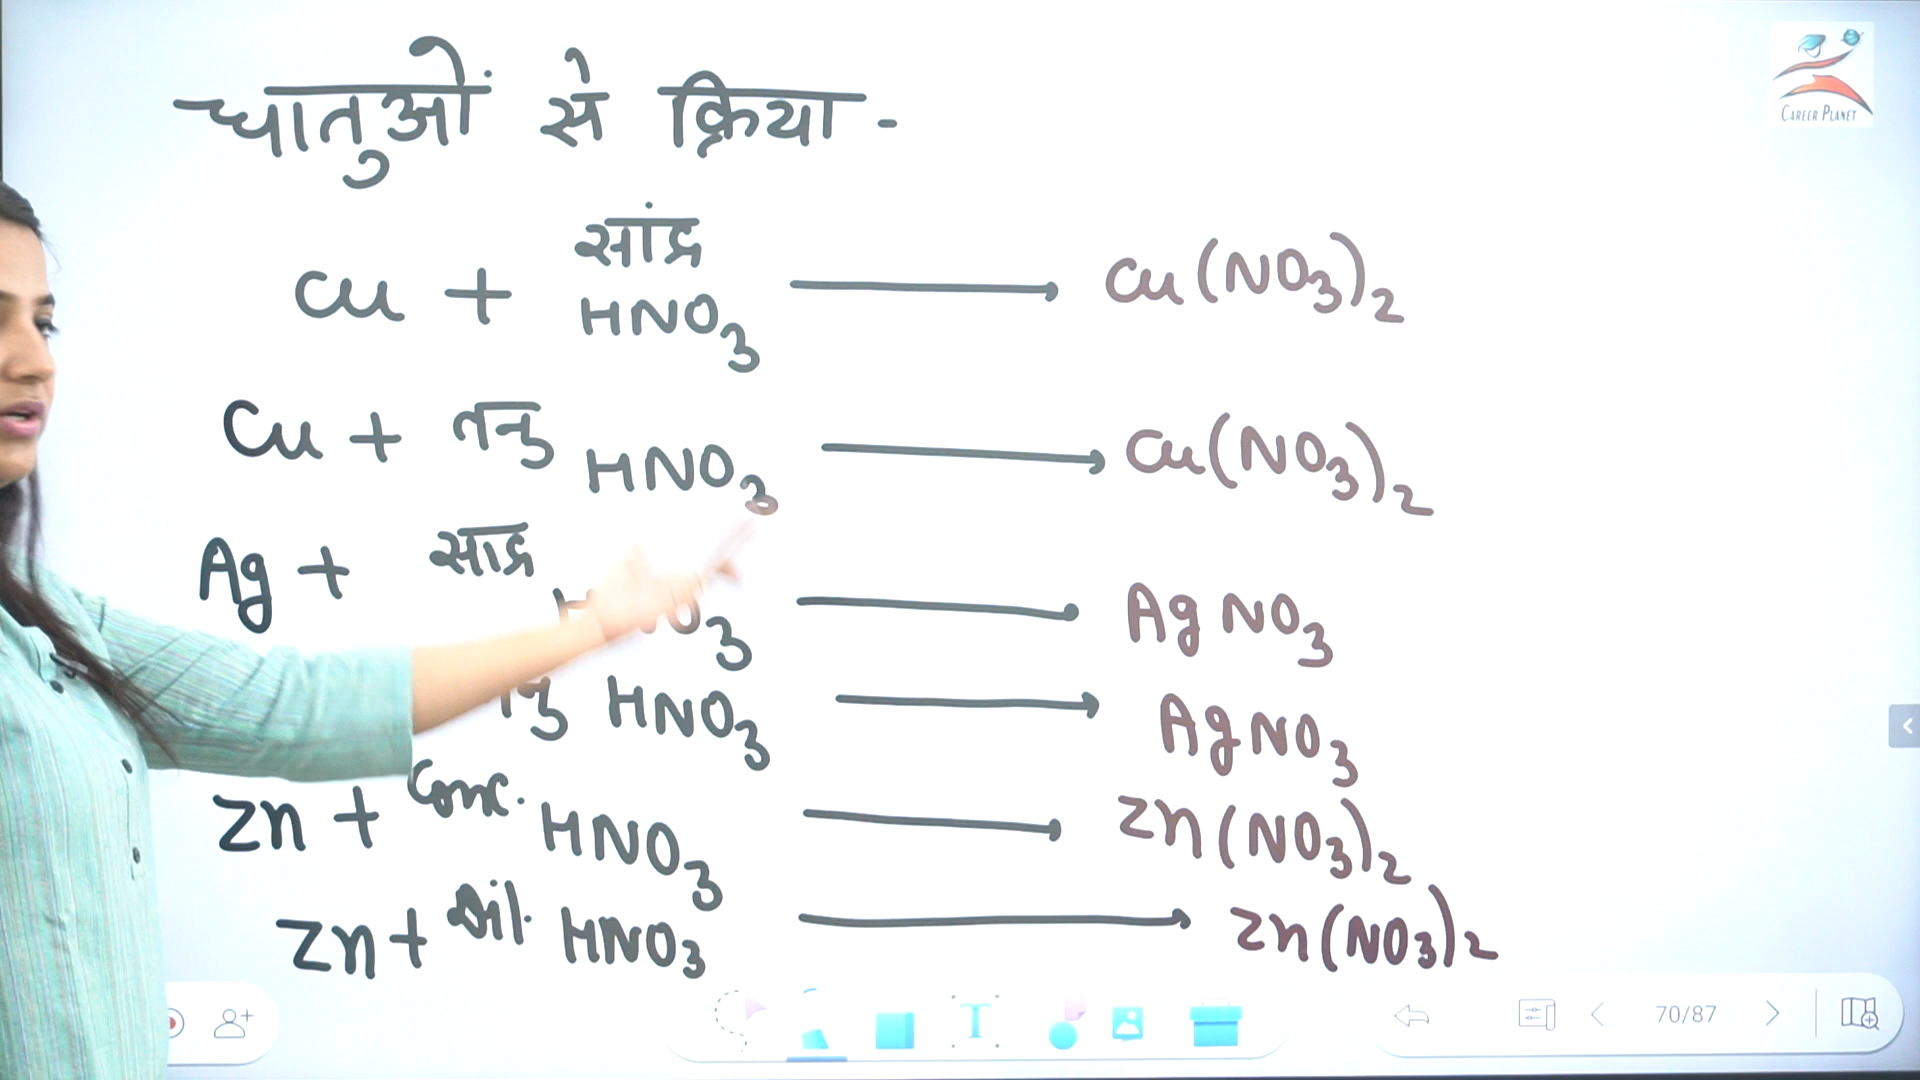 धातुओं से क्रिया -
CAREER PLANET
Cu + सांद्र HNO3 → Cu(NO3)2
Cu + तनु HNO3 → Cu(NO3)2
Ag + साद्र → AgNO3
HNO3 → AgNO3
Zn + Conc. HNO3 → Zn(NO3)2
Zn + dil. HNO3 → Zn(NO3)2
T
70/87